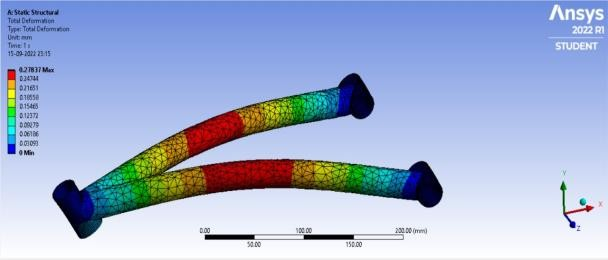 A: Static Structural
Total Deformation
Type: Total Deformation
Unit: mm
Time: 1 s
15-09-2022 23:15
0.27837 Max
0.24744
0.21651
0.18558
0.15465
0.12372
0.09279
0.06186
0.03093
0 Min
Ansys
2022 R1
STUDENT
0.00
100.00
200.00 (mm)
50.00
150.00
Y
X
Z